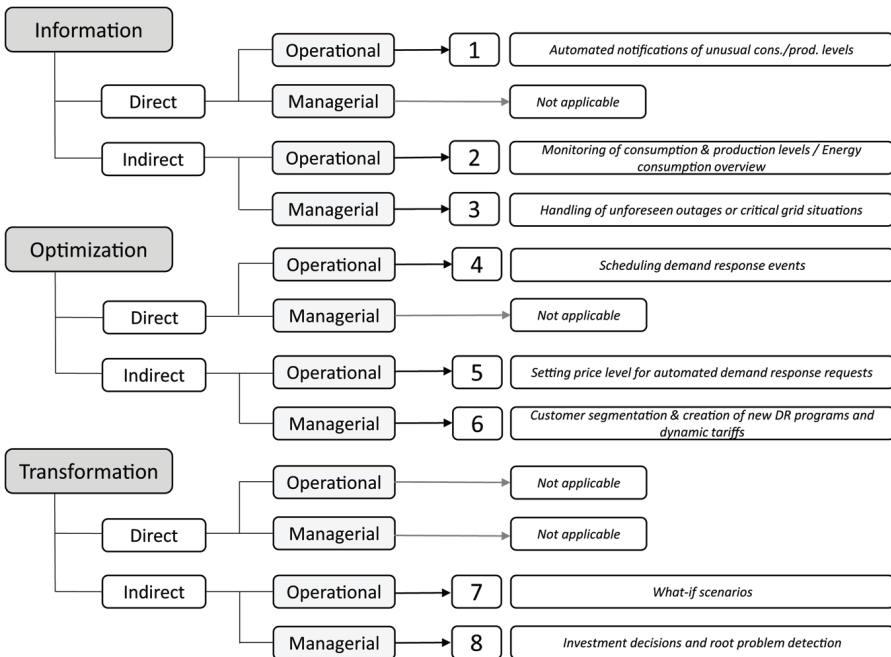 Information
Operational
1
Automated notifications of unusual cons./prod. levels
Direct
Managerial
Not applicable
Indirect
Operational
2
Monitoring of consumption & production levels / Energy
consumption overview
Managerial
3
Handling of unforeseen outages or critical grid situations
Optimization
Operational
4
Scheduling demand response events
Direct
Managerial
Not applicable
Indirect
Operational
5
Setting price level for automated demand response requests
Managerial
6
Customer segmentation & creation of new DR programs and
dynamic tariffs
Transformation
Operational
Not applicable
Direct
Managerial
Not applicable
Indirect
Operational
7
What-if scenarios
Managerial
8
Investment decisions and root problem detection